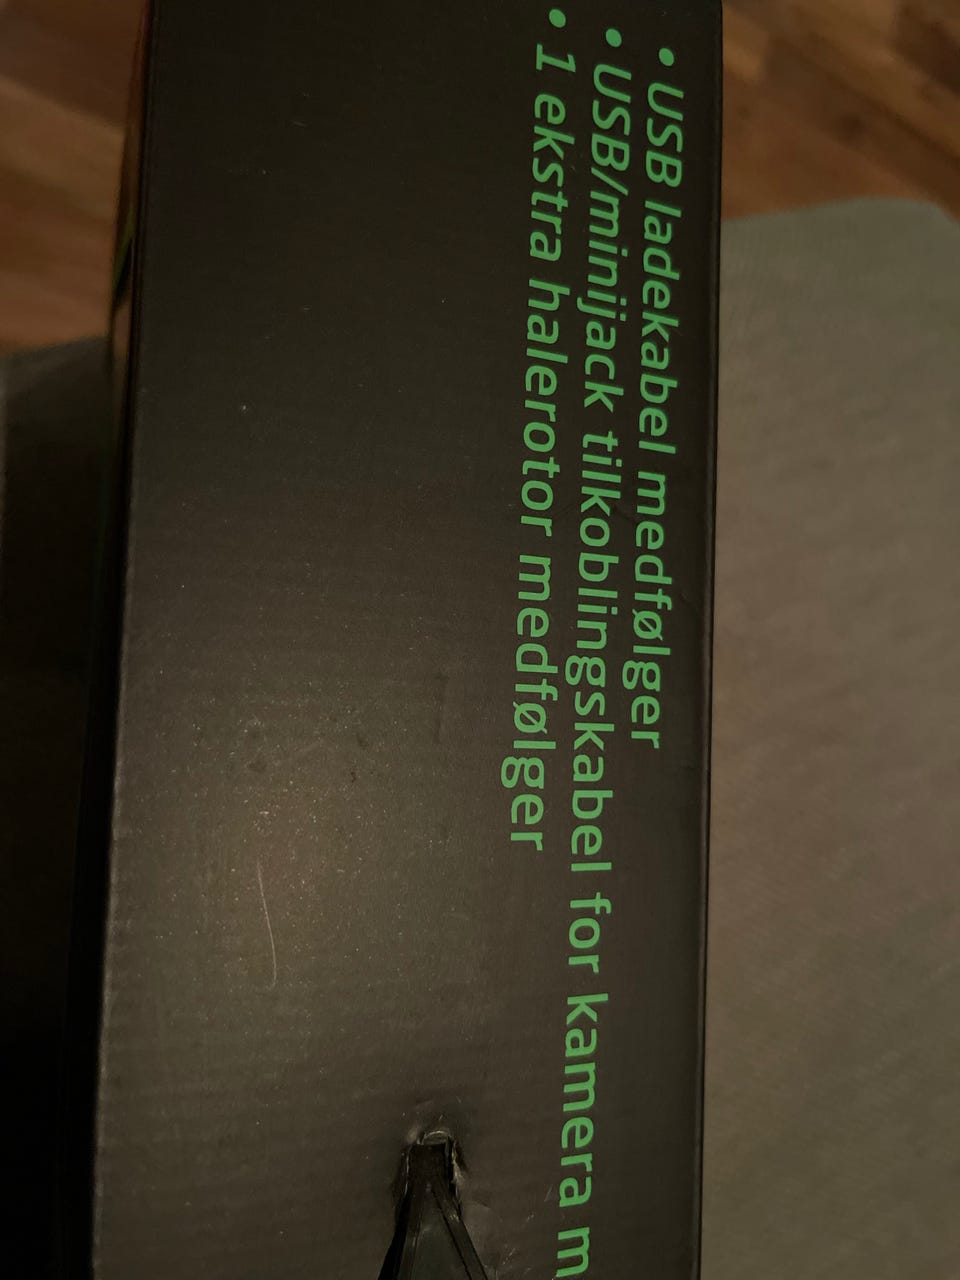 • USB ladekabel medfølger
• USB/minijack tilkoblingskabel for kamera m
• 1 ekstra halerotor medfølger